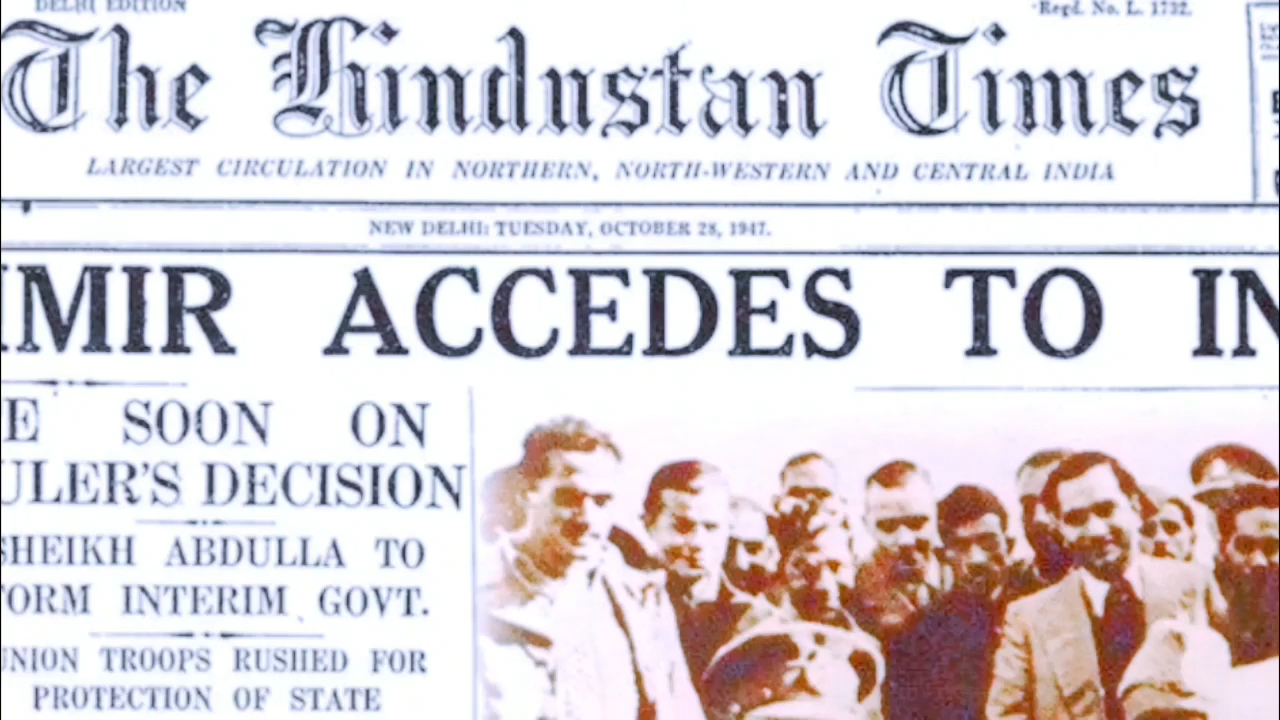 DELHI EDITION
Regd. No. L. 1732.
The Hindustan Times
LARGEST CIRCULATION IN NORTHERN, NORTH-WESTERN AND CENTRAL INDIA
NEW DELHI: TUESDAY, OCTOBER 28, 1947.
MIR ACCEDES TO IN
E SOON ON
ULER'S DECISION
SHEIKH ABDULLA TO
ORM INTERIM GOVT.
UNION TROOPS RUSHED FOR
PROTECTION OF STATE